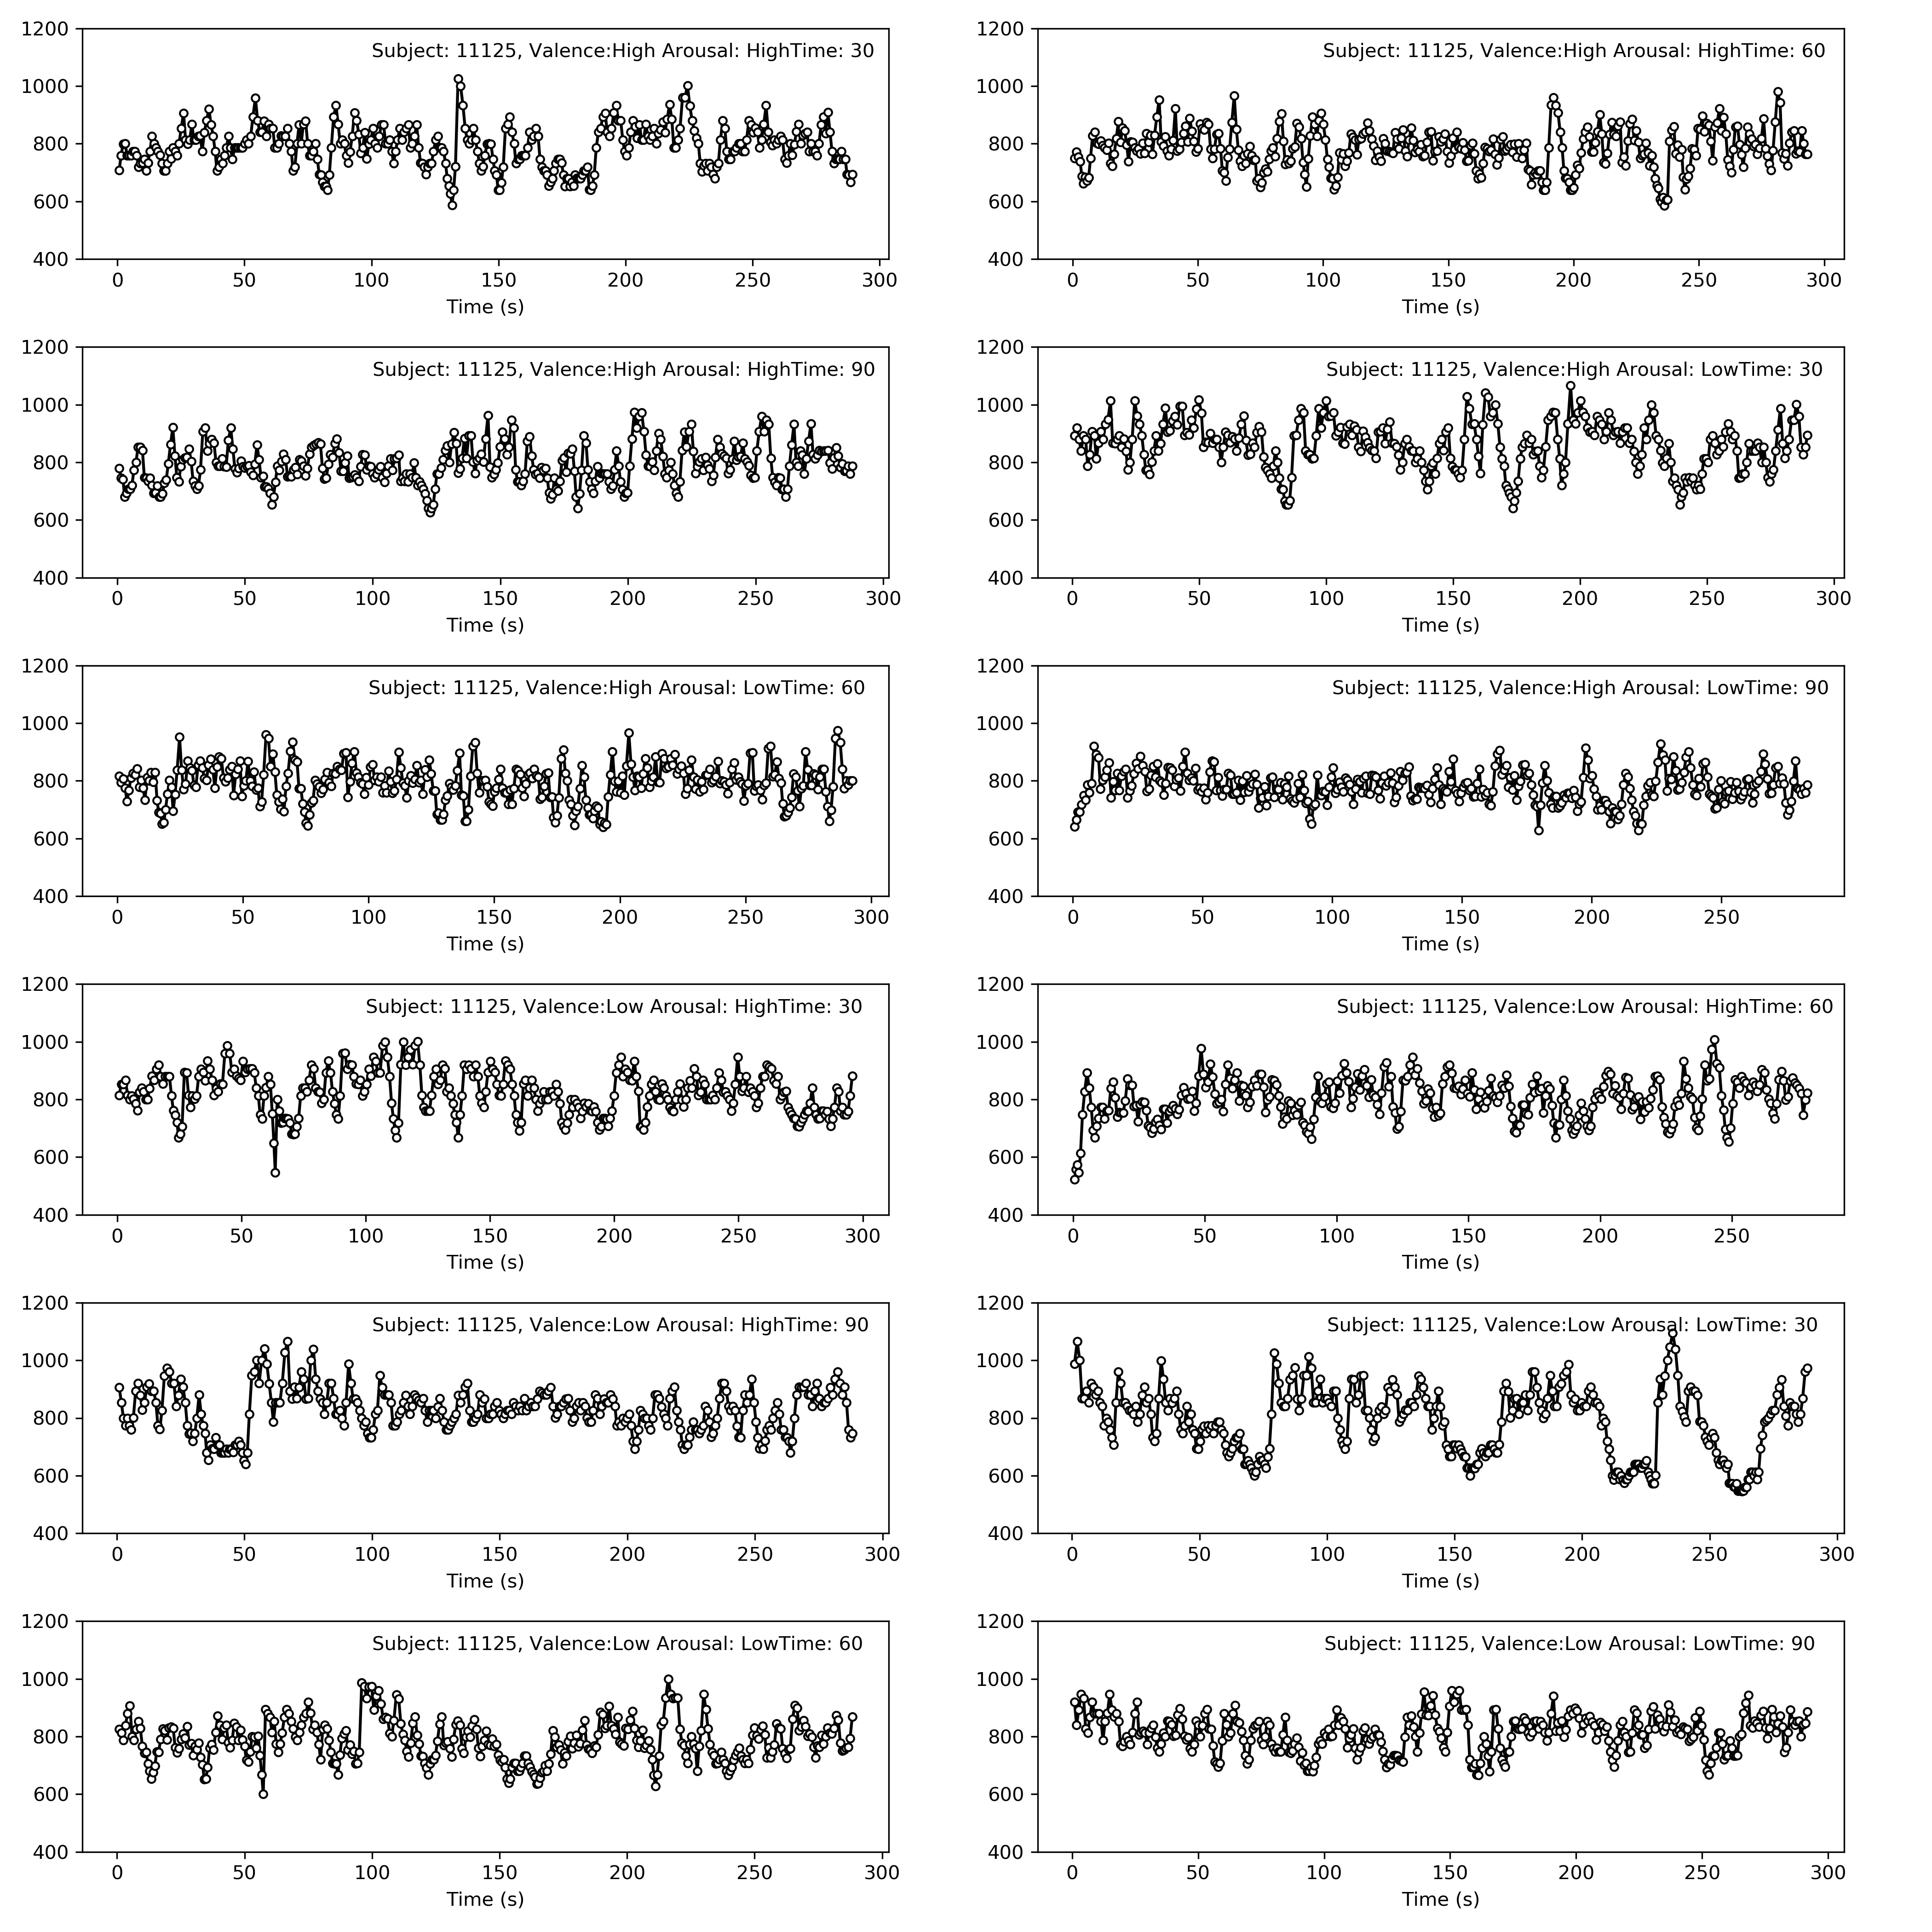 Subject: 11125, Valence:High Arousal: HighTime: 30
1200
1000
800
600
400
0 50 100 150 200 250 300
Time (s)
Subject: 11125, Valence:High Arousal: HighTime: 60
1200
1000
800
600
400
0 50 100 150 200 250 300
Time (s)
Subject: 11125, Valence:High Arousal: HighTime: 90
1200
1000
800
600
400
0 50 100 150 200 250 300
Time (s)
Subject: 11125, Valence:High Arousal: LowTime: 30
1200
1000
800
600
400
0 50 100 150 200 250 300
Time (s)
Subject: 11125, Valence:High Arousal: LowTime: 60
1200
1000
800
600
400
0 50 100 150 200 250 300
Time (s)
Subject: 11125, Valence:High Arousal: LowTime: 90
1200
1000
800
600
400
0 50 100 150 200 250
Time (s)
Subject: 11125, Valence:Low Arousal: HighTime: 30
1200
1000
800
600
400
0 50 100 150 200 250 300
Time (s)
Subject: 11125, Valence:Low Arousal: HighTime: 60
1200
1000
800
600
400
0 50 100 150 200 250
Time (s)
Subject: 11125, Valence:Low Arousal: HighTime: 90
1200
1000
800
600
400
0 50 100 150 200 250 300
Time (s)
Subject: 11125, Valence:Low Arousal: LowTime: 30
1200
1000
800
600
400
0 50 100 150 200 250 300
Time (s)
Subject: 11125, Valence:Low Arousal: LowTime: 60
1200
1000
800
600
400
0 50 100 150 200 250 300
Time (s)
Subject: 11125, Valence:Low Arousal: LowTime: 90
1200
1000
800
600
400
0 50 100 150 200 250 300
Time (s)